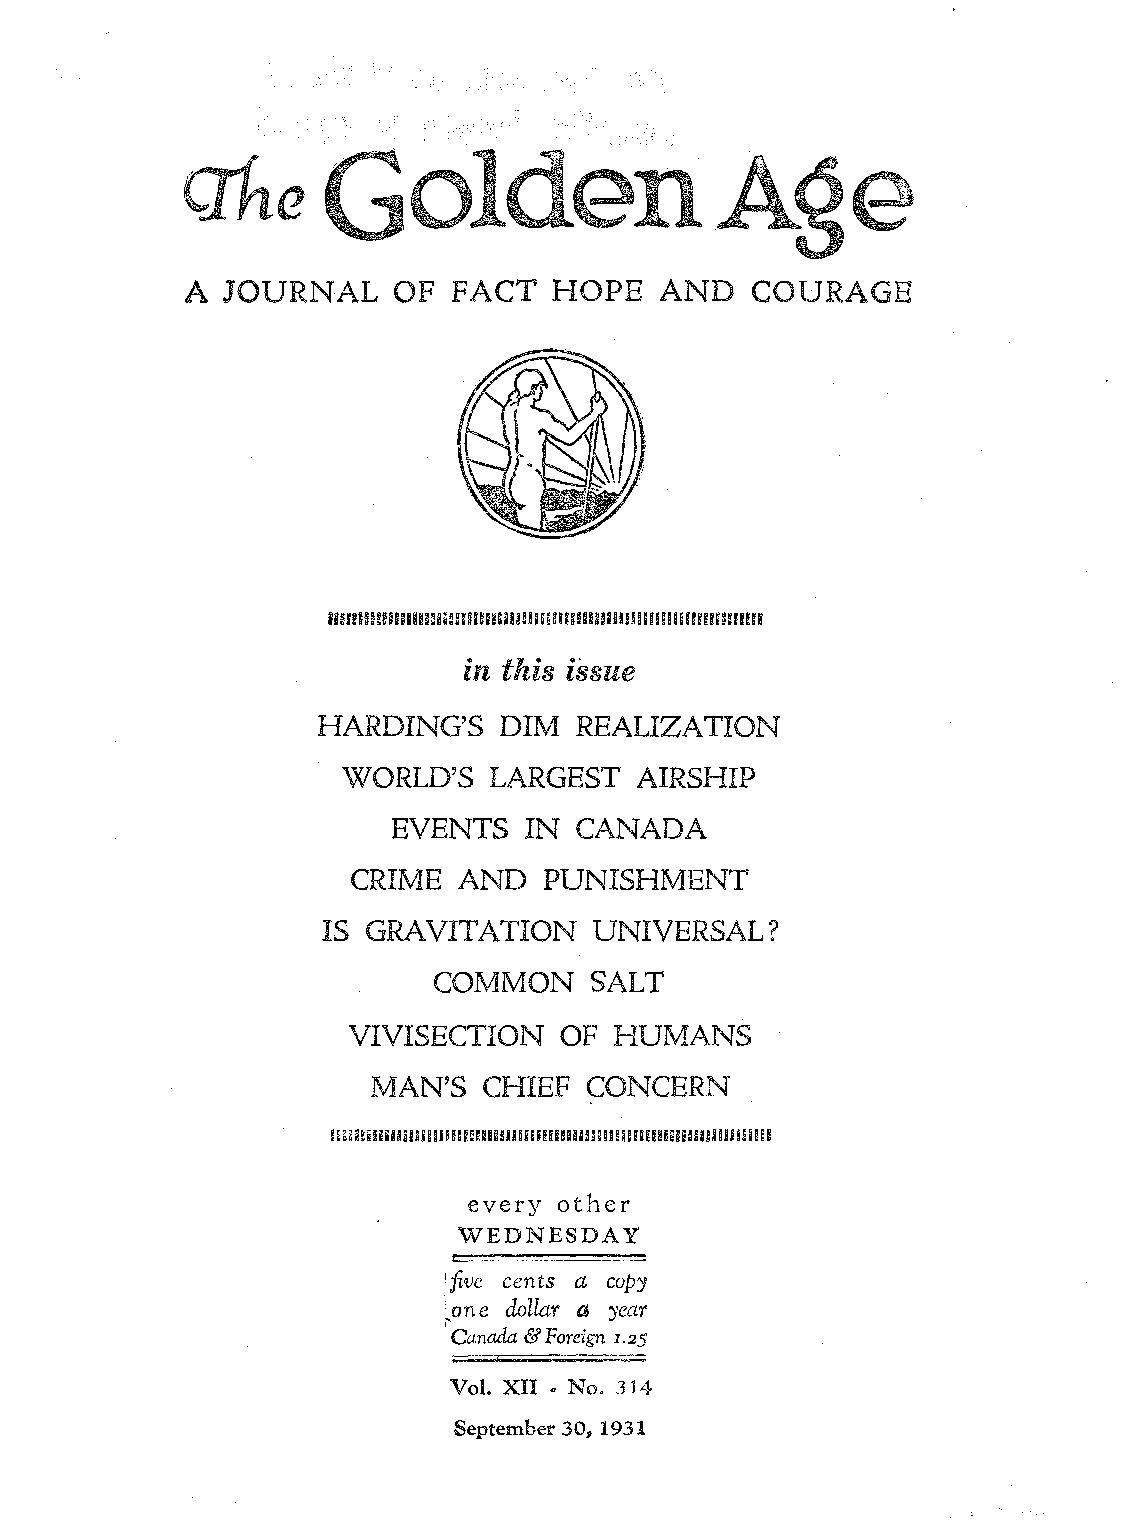 The Golden Age
A JOURNAL OF FACT HOPE AND COURAGE
in this issue
HARDING'S DIM REALIZATION
WORLD'S LARGEST AIRSHIP
EVENTS IN CANADA
CRIME AND PUNISHMENT
IS GRAVITATION UNIVERSAL?
COMMON SALT
VIVISECTION OF HUMANS
MAN'S CHIEF CONCERN
every other
WEDNESDAY
five cents a copy
one dollar a year
Canada & Foreign 1.25
Vol. XII - No. 314
September 30, 1931